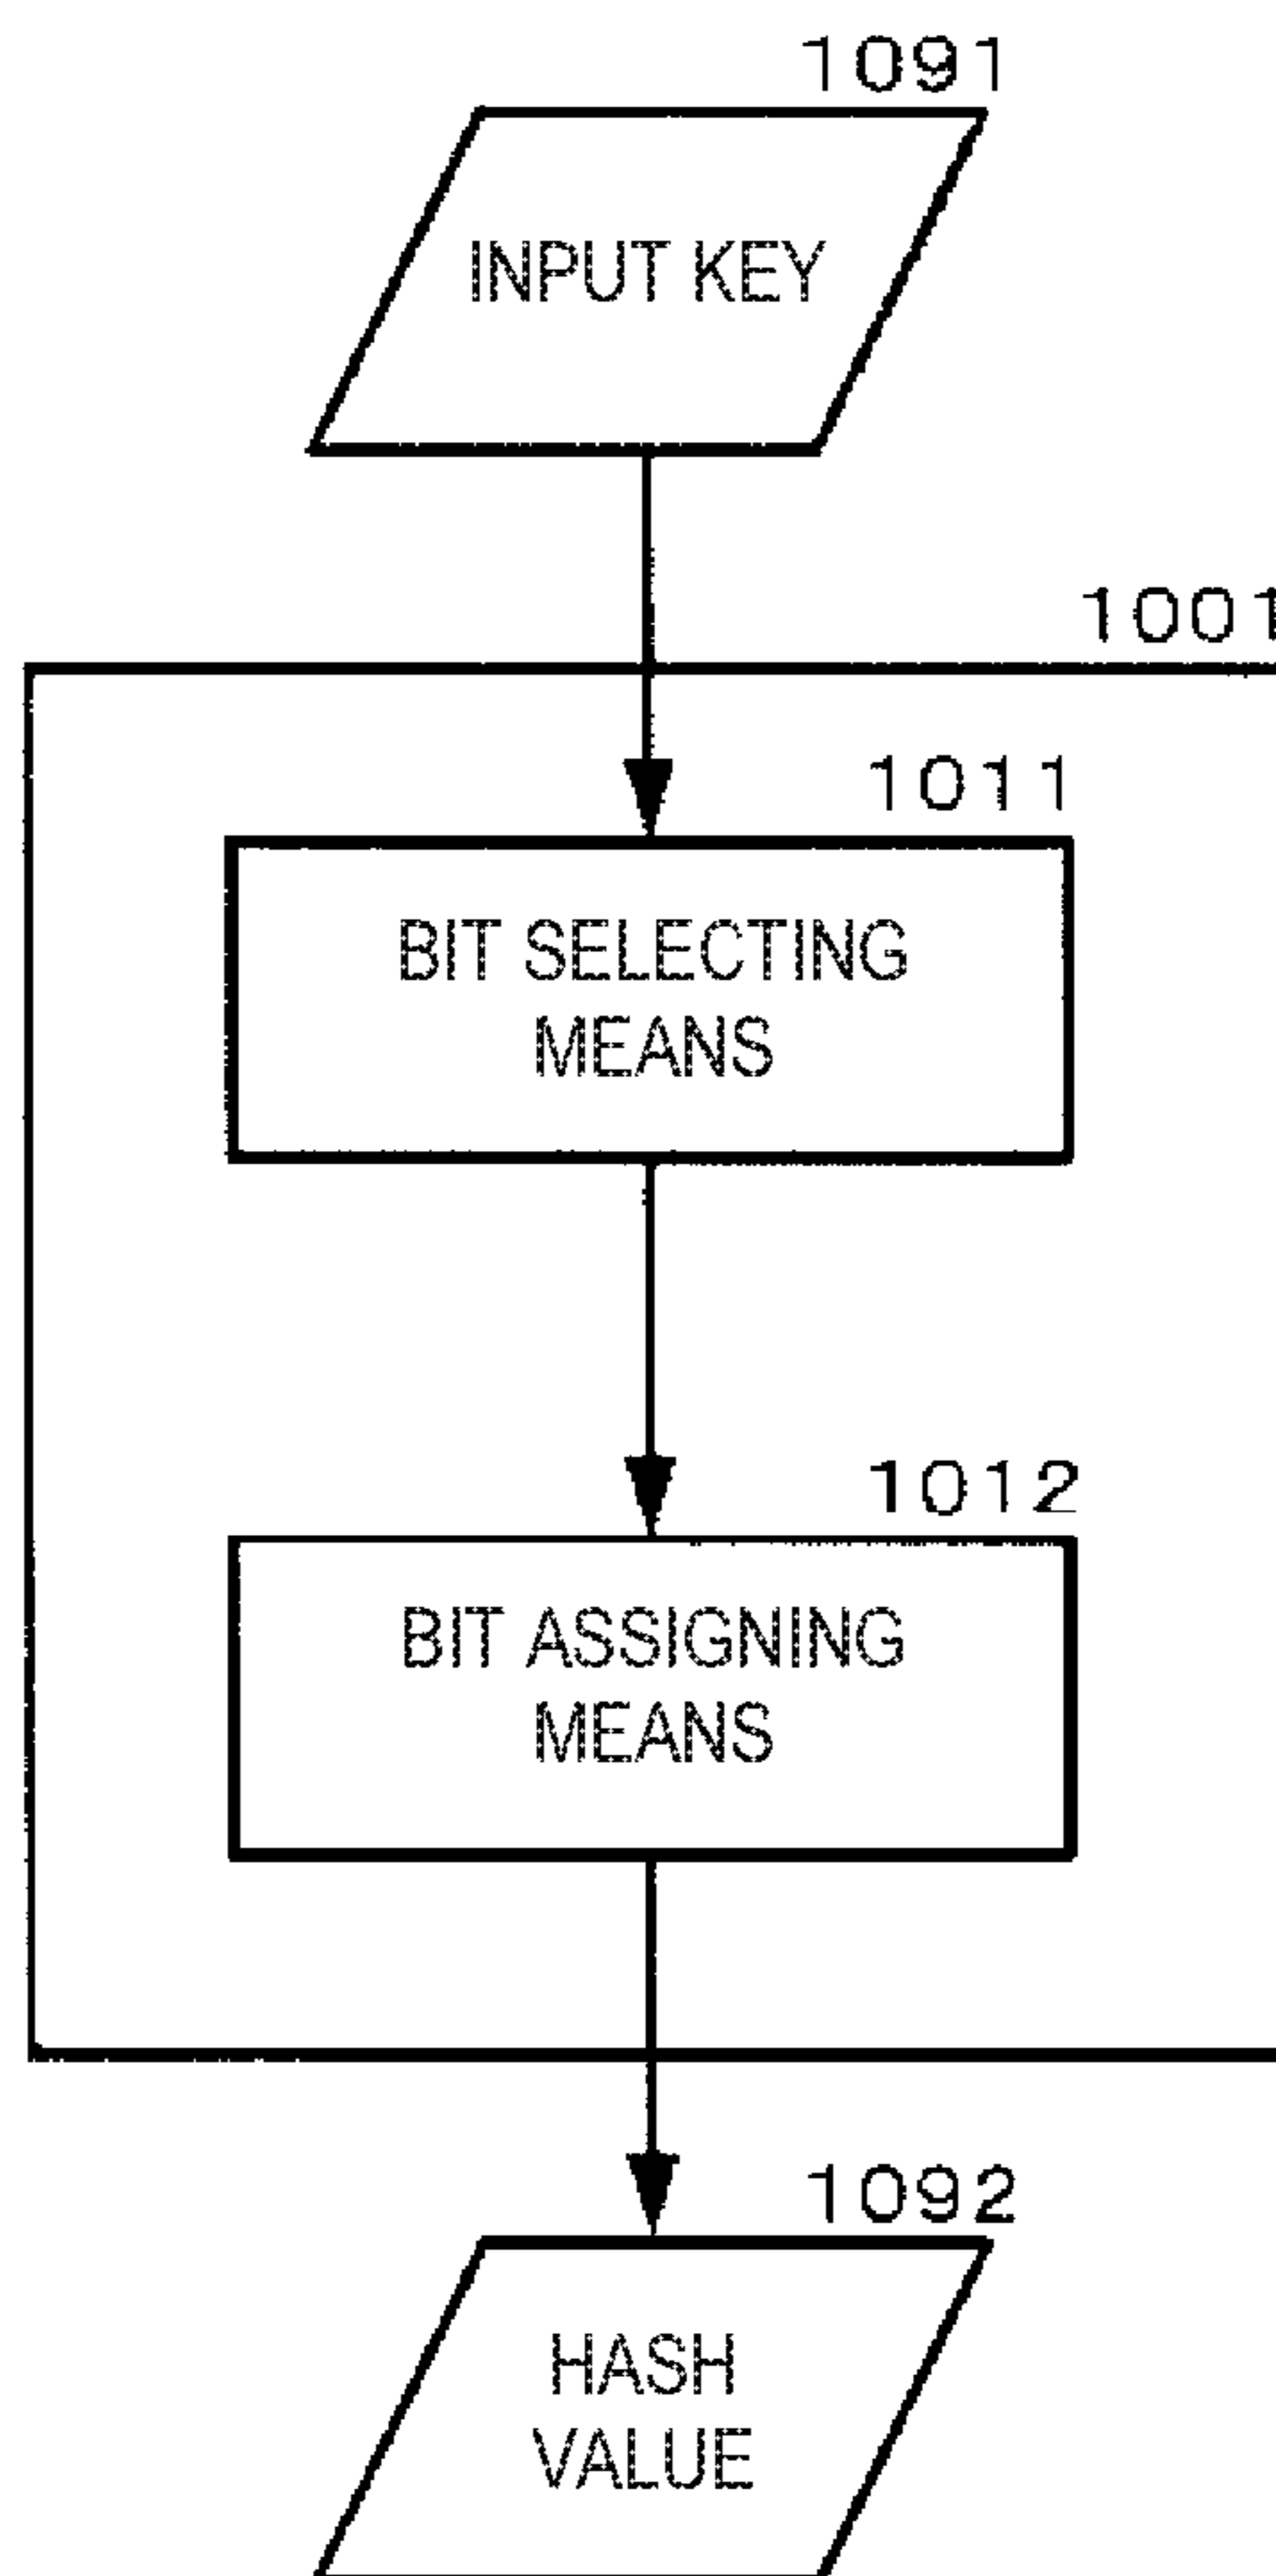 1091
INPUT KEY
1001
1011
BIT SELECTING
MEANS
1012
BIT ASSIGNING
MEANS
1092
HASH
VALUE